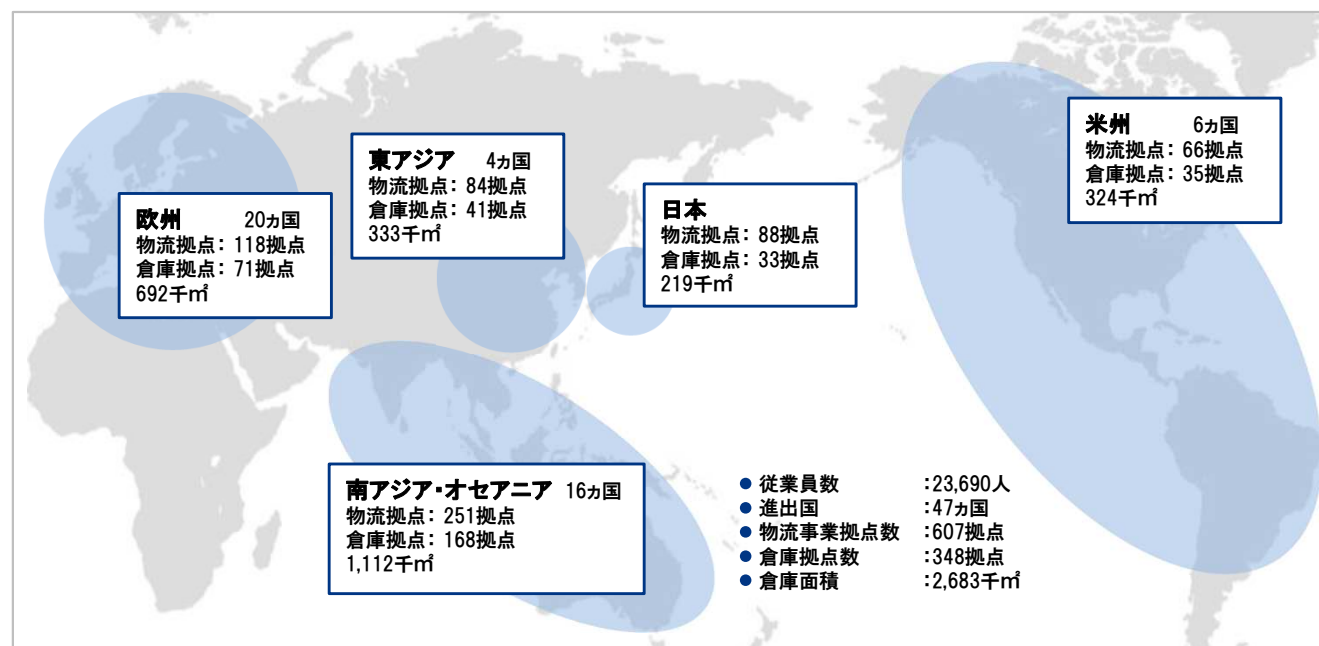 欧州 20ヵ国
物流拠点: 118拠点
倉庫拠点: 71拠点
692千㎡
東アジア 4ヵ国
物流拠点: 84拠点
倉庫拠点: 41拠点
333千㎡
日本
物流拠点: 88拠点
倉庫拠点: 33拠点
219千㎡
米州 6ヵ国
物流拠点: 66拠点
倉庫拠点: 35拠点
324千㎡
南アジア・オセアニア 16ヵ国
物流拠点: 251拠点
倉庫拠点: 168拠点
1,112千㎡
● 従業員数 :23,690人
● 進出国 :47ヵ国
● 物流事業拠点数 :607拠点
● 倉庫拠点数 :348拠点
● 倉庫面積 :2,683千㎡